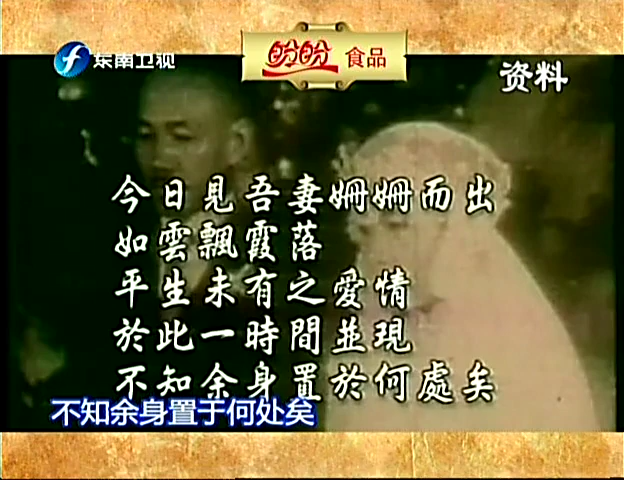 东南卫视
盼盼 食品
资料
今日見吾妻姍姍而出
如雲飄霞落
平生未有之愛情
於此一時間並現
不知余身置於何處矣
不知余身置于何处矣